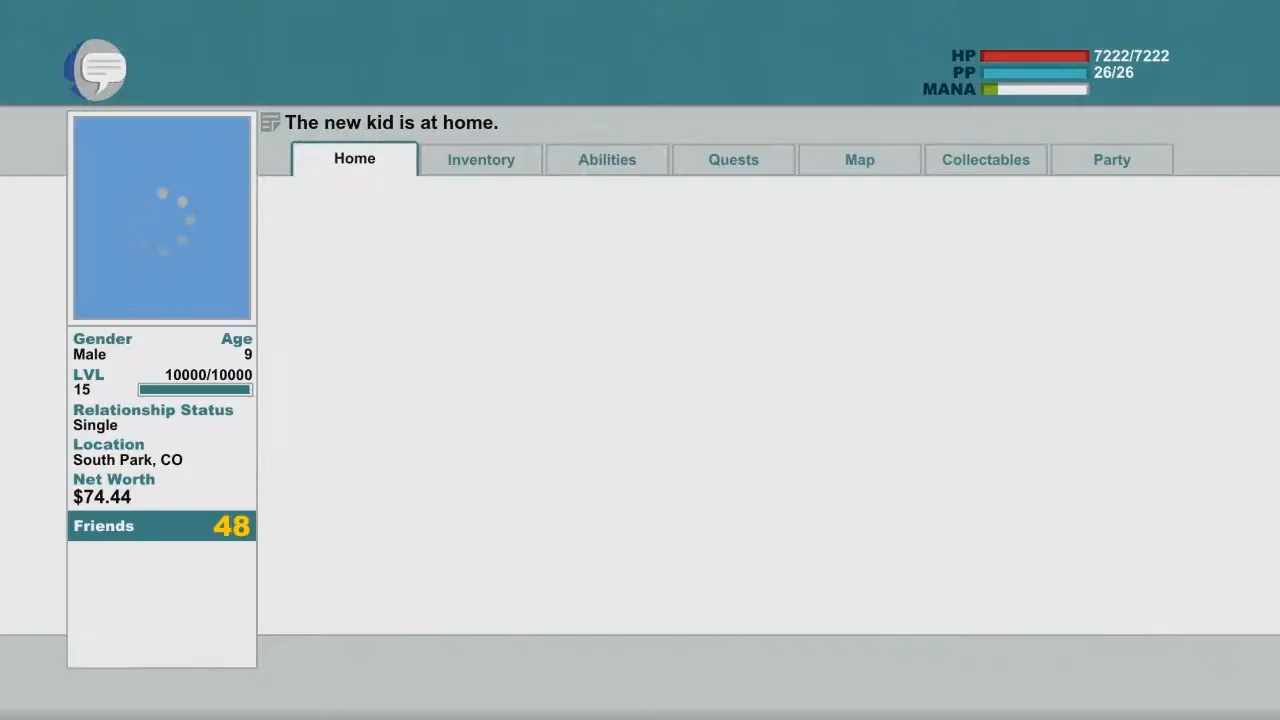 HP 7222/7222
PP 26/26
MANA
The new kid is at home.
Home Inventory Abilities Quests Map Collectables Party
Gender Age
Male 9
LVL 10000/10000
15
Relationship Status
Single
Location
South Park, CO
Net Worth
$74.44
Friends 48